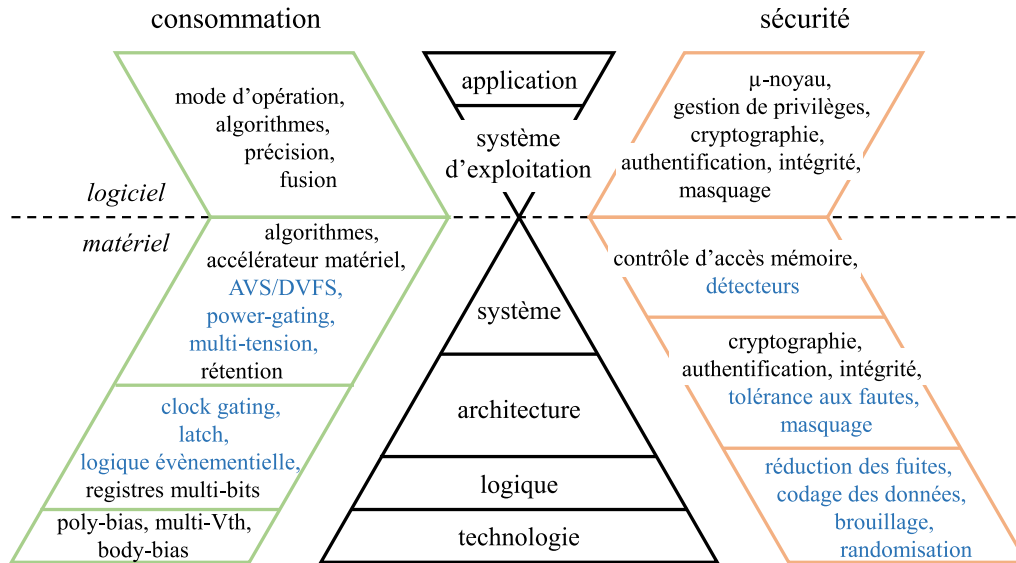 consommation
sécurité
mode d'opération,
algorithmes,
précision,
fusion
application
système
d'exploitation
µ-noyau,
gestion de privilèges,
cryptographie,
authentification, intégrité,
masquage
logiciel
matériel
algorithmes,
accélérateur matériel,
AVS/DVFS,
power-gating,
multi-tension,
rétention
clock gating,
latch,
logique évènementielle,
registres multi-bits
poly-bias, multi-Vth,
body-bias
système
architecture
logique
technologie
contrôle d'accès mémoire,
détecteurs
cryptographie,
authentification, intégrité,
tolérance aux fautes,
masquage
réduction des fuites,
codage des données,
brouillage,
randomisation